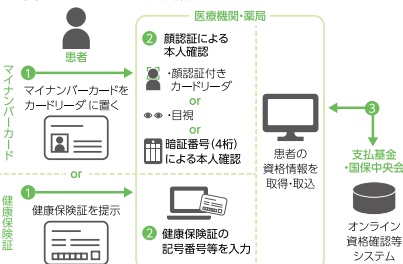 医療機関・薬局
患者
マイナンバーカード
1
マイナンバーカードを
カードリーダに置く
2 顔認証による
本人確認
・顔認証付き
カードリーダ
or
・目視
or
暗証番号(4桁)
による本人確認
患者の
資格情報を
取得・取込
3
支払基金
・国保中央会
オンライン
資格確認等
システム
or
健康保険証
1
健康保険証を提示
2 健康保険証の
記号番号等を入力